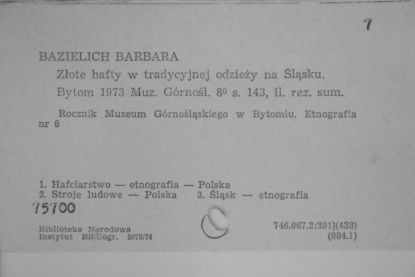 7
BAZIELICH BARBARA
Złote hafty w tradycyjnej odzieży na Śląsku.
Bytom 1973 Muz. Górnośl. 8⁰ s. 143, il. rez. sum.
Rocznik Muzeum Górnośląskiego w Bytomiu. Etnografia
nr 6
1. Hafciarstwo — etnografia — Polska
2. Stroje ludowe — Polska 3. Śląsk — etnografia
75700
Biblioteka Narodowa
Instytut Bibliogr. 2075/74
746.067.2:391)(438)
(084.1)